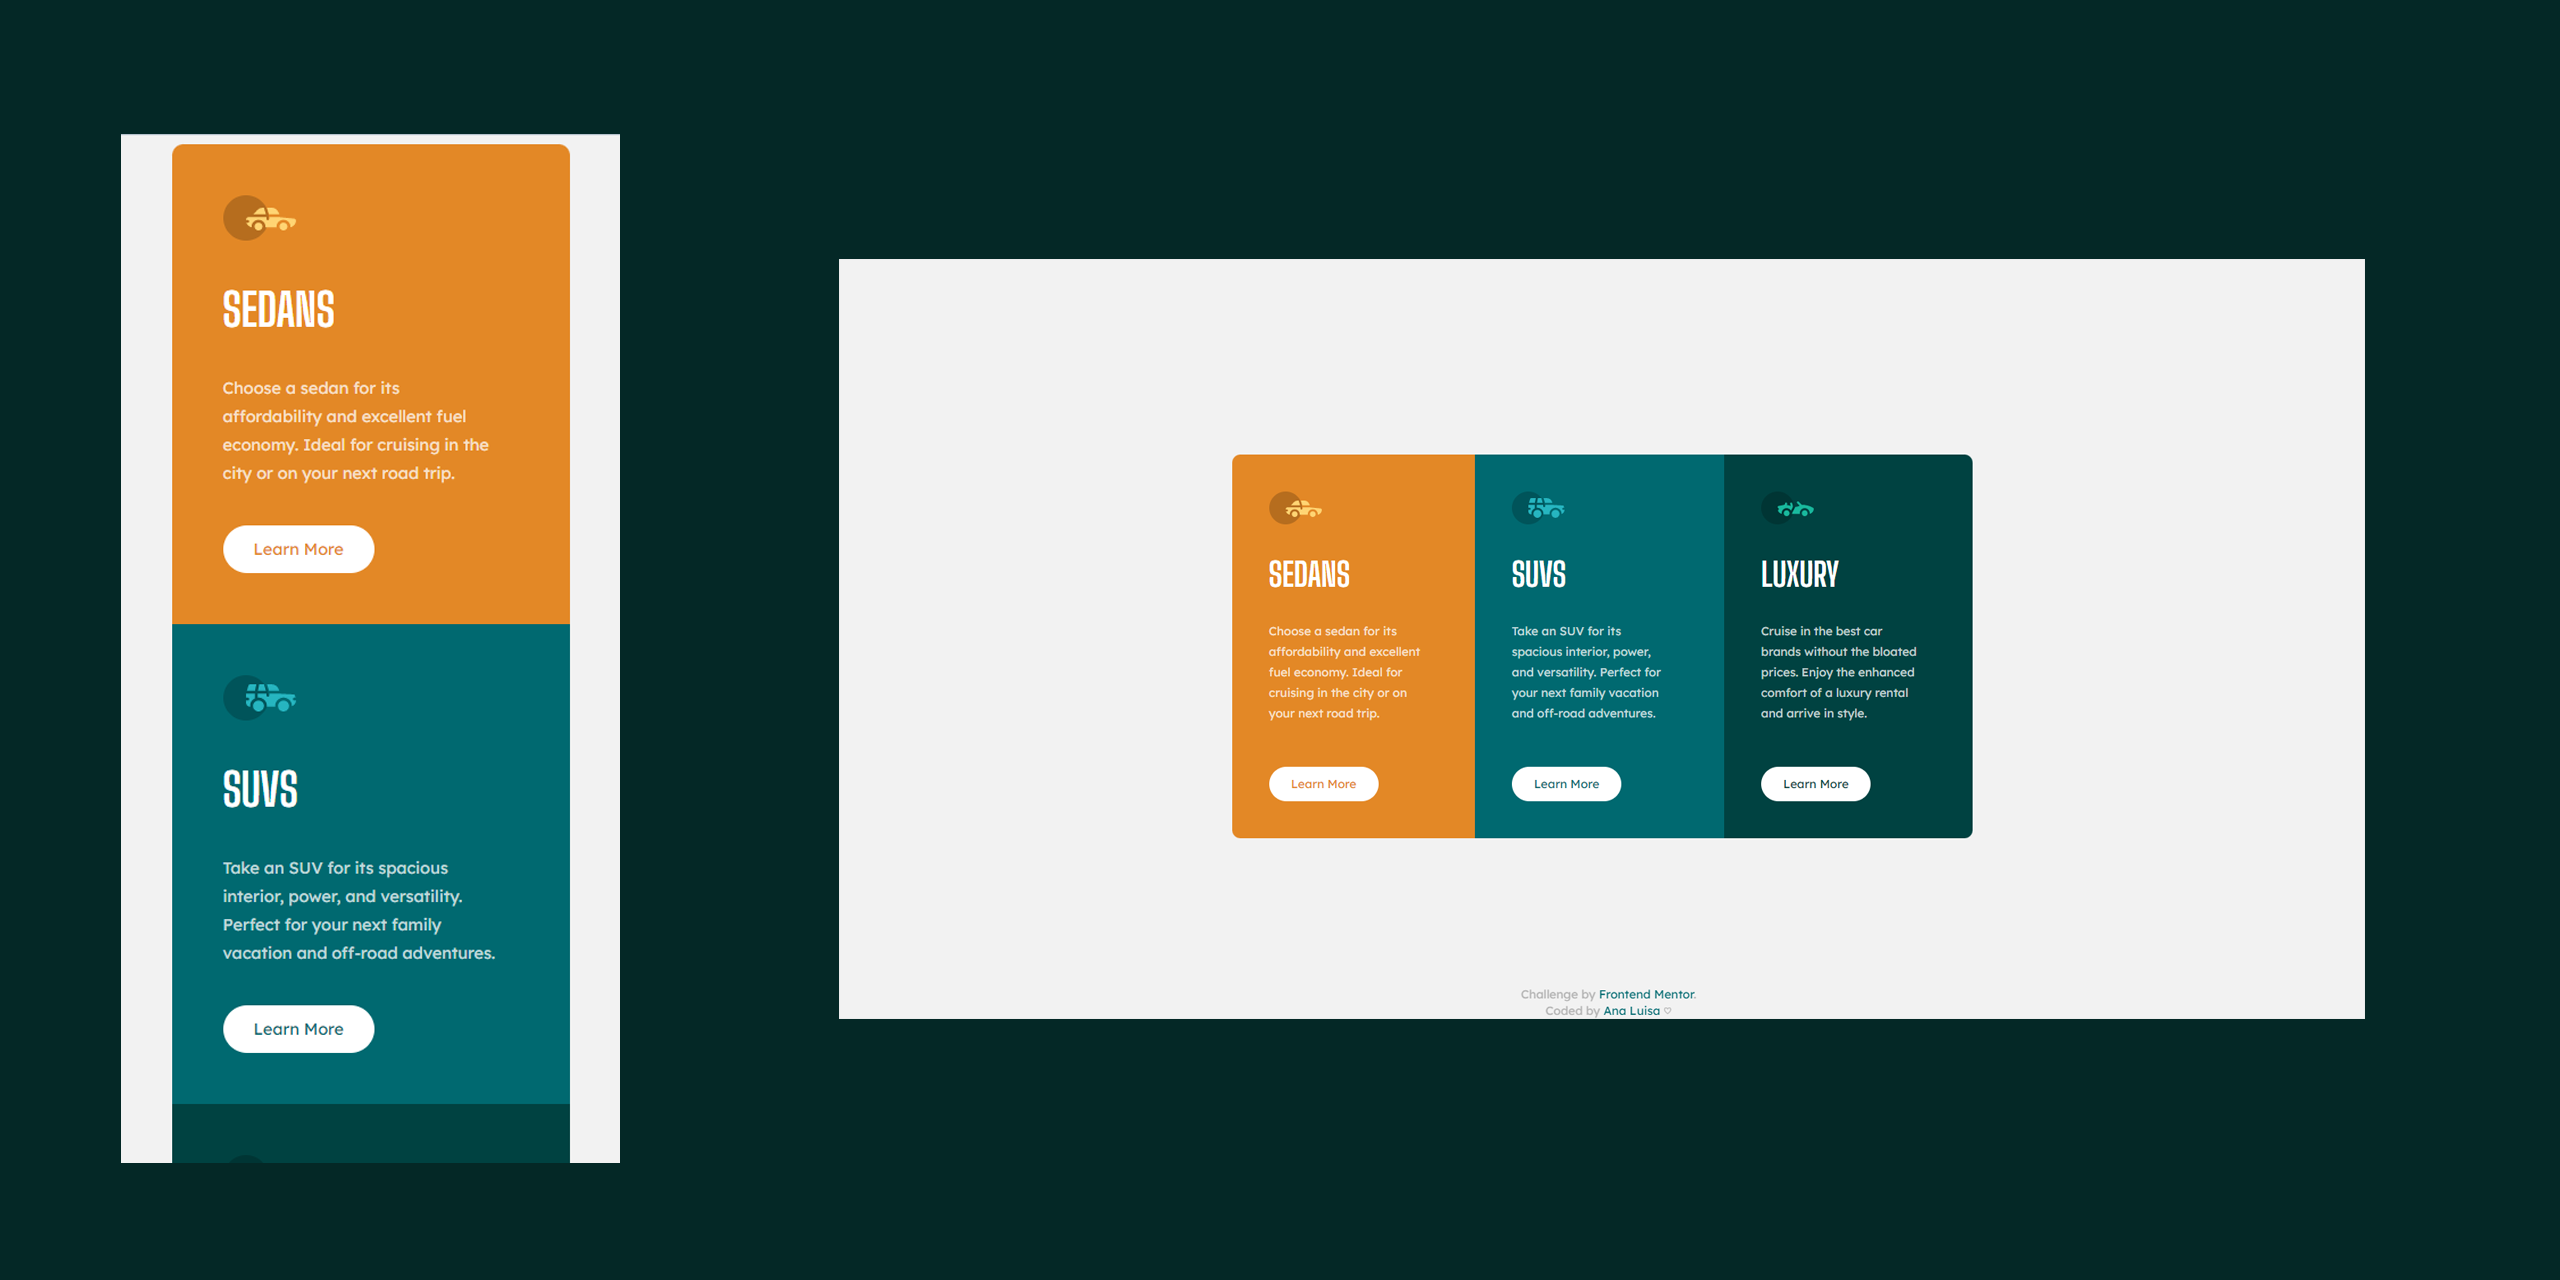 SEDANS
Choose a sedan for its
affordability and excellent fuel
economy. Ideal for cruising in the
city or on your next road trip.
Learn More
SUVS
Take an SUV for its spacious
interior, power, and versatility.
Perfect for your next family
vacation and off-road adventures.
Learn More
SEDANS
Choose a sedan for its
affordability and excellent
fuel economy. Ideal for
cruising in the city or on
your next road trip.
Learn More
SUVS
Take an SUV for its
spacious interior, power,
and versatility. Perfect for
your next family vacation
and off-road adventures.
Learn More
LUXURY
Cruise in the best car
brands without the bloated
prices. Enjoy the enhanced
comfort of a luxury rental
and arrive in style.
Learn More
Challenge by Frontend Mentor.
Coded by Ana Luisa ♡